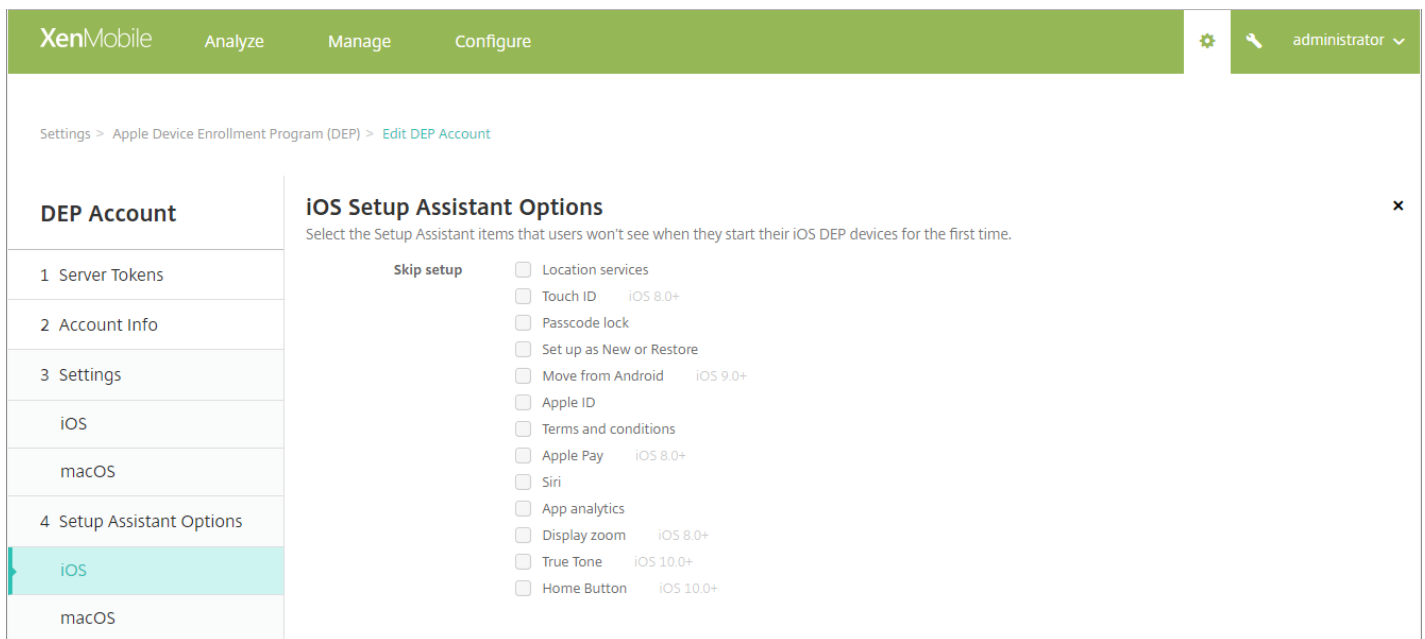 XenMobile Analyze Manage Configure administrator
Settings > Apple Device Enrollment Program (DEP) > Edit DEP Account
DEP Account
1 Server Tokens
2 Account Info
3 Settings
iOS
macOS
4 Setup Assistant Options
iOS
macOS
iOS Setup Assistant Options
Select the Setup Assistant items that users won't see when they start their iOS DEP devices for the first time.
Skip setup Location services
Touch ID iOS 8.0+
Passcode lock
Set up as New or Restore
Move from Android iOS 9.0+
Apple ID
Terms and conditions
Apple Pay iOS 8.0+
Siri
App analytics
Display zoom iOS 8.0+
True Tone iOS 10.0+
Home Button iOS 10.0+